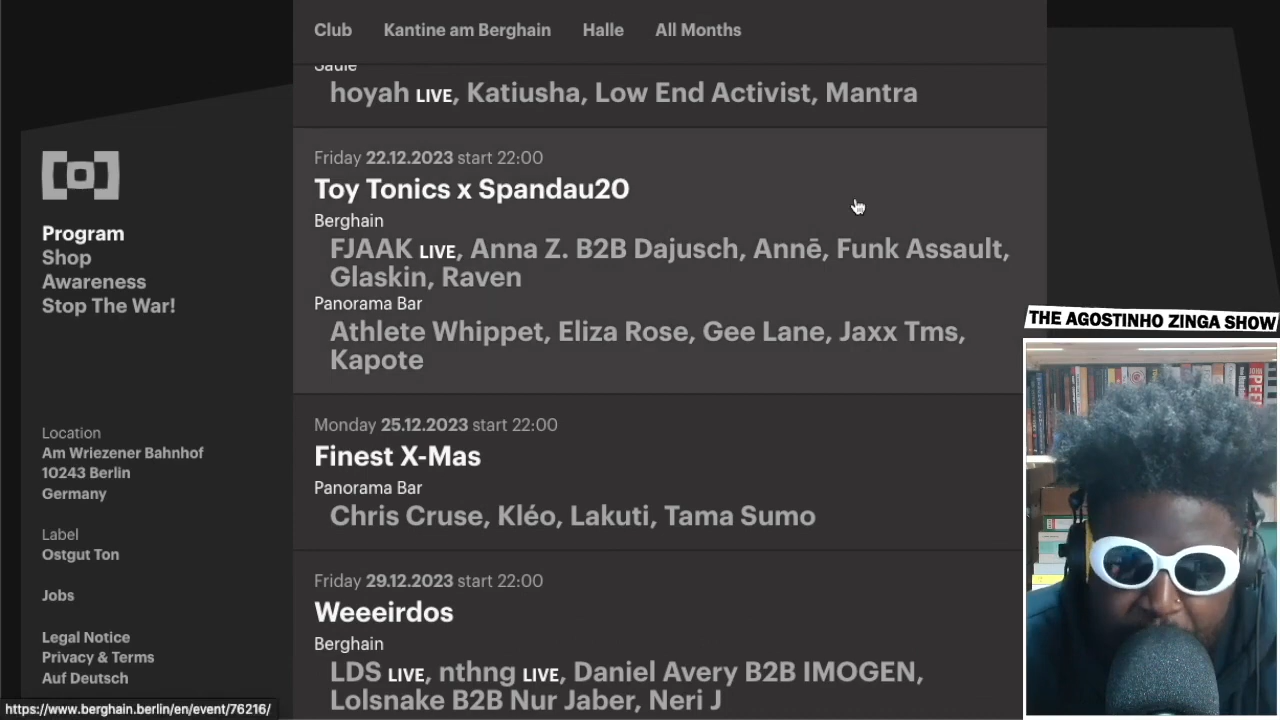 Club Kantine am Berghain Halle All Months
Säule
hoyah LIVE, Katiusha, Low End Activist, Mantra
Friday 22.12.2023 start 22:00
Toy Tonics x Spandau20
Berghain
FJAAK LIVE, Anna Z. B2B Dajusch, Annē, Funk Assault,
Glaskin, Raven
Panorama Bar
Athlete Whippet, Eliza Rose, Gee Lane, Jaxx Tms,
Kapote
Monday 25.12.2023 start 22:00
Finest X-Mas
Panorama Bar
Chris Cruse, Kléo, Lakuti, Tama Sumo
Friday 29.12.2023 start 22:00
Weeeirdos
Berghain
LDS LIVE, nthng LIVE, Daniel Avery B2B IMOGEN,
Lolsnake B2B Nur Jaber, Neri J
Program
Shop
Awareness
Stop The War!
Location
Am Wriezener Bahnhof
10243 Berlin
Germany
Label
Ostgut Ton
Jobs
Legal Notice
Privacy & Terms
Auf Deutsch
https://www.berghain.berlin/en/event/76216/
THE AGOSTINHO ZINGA SHOW